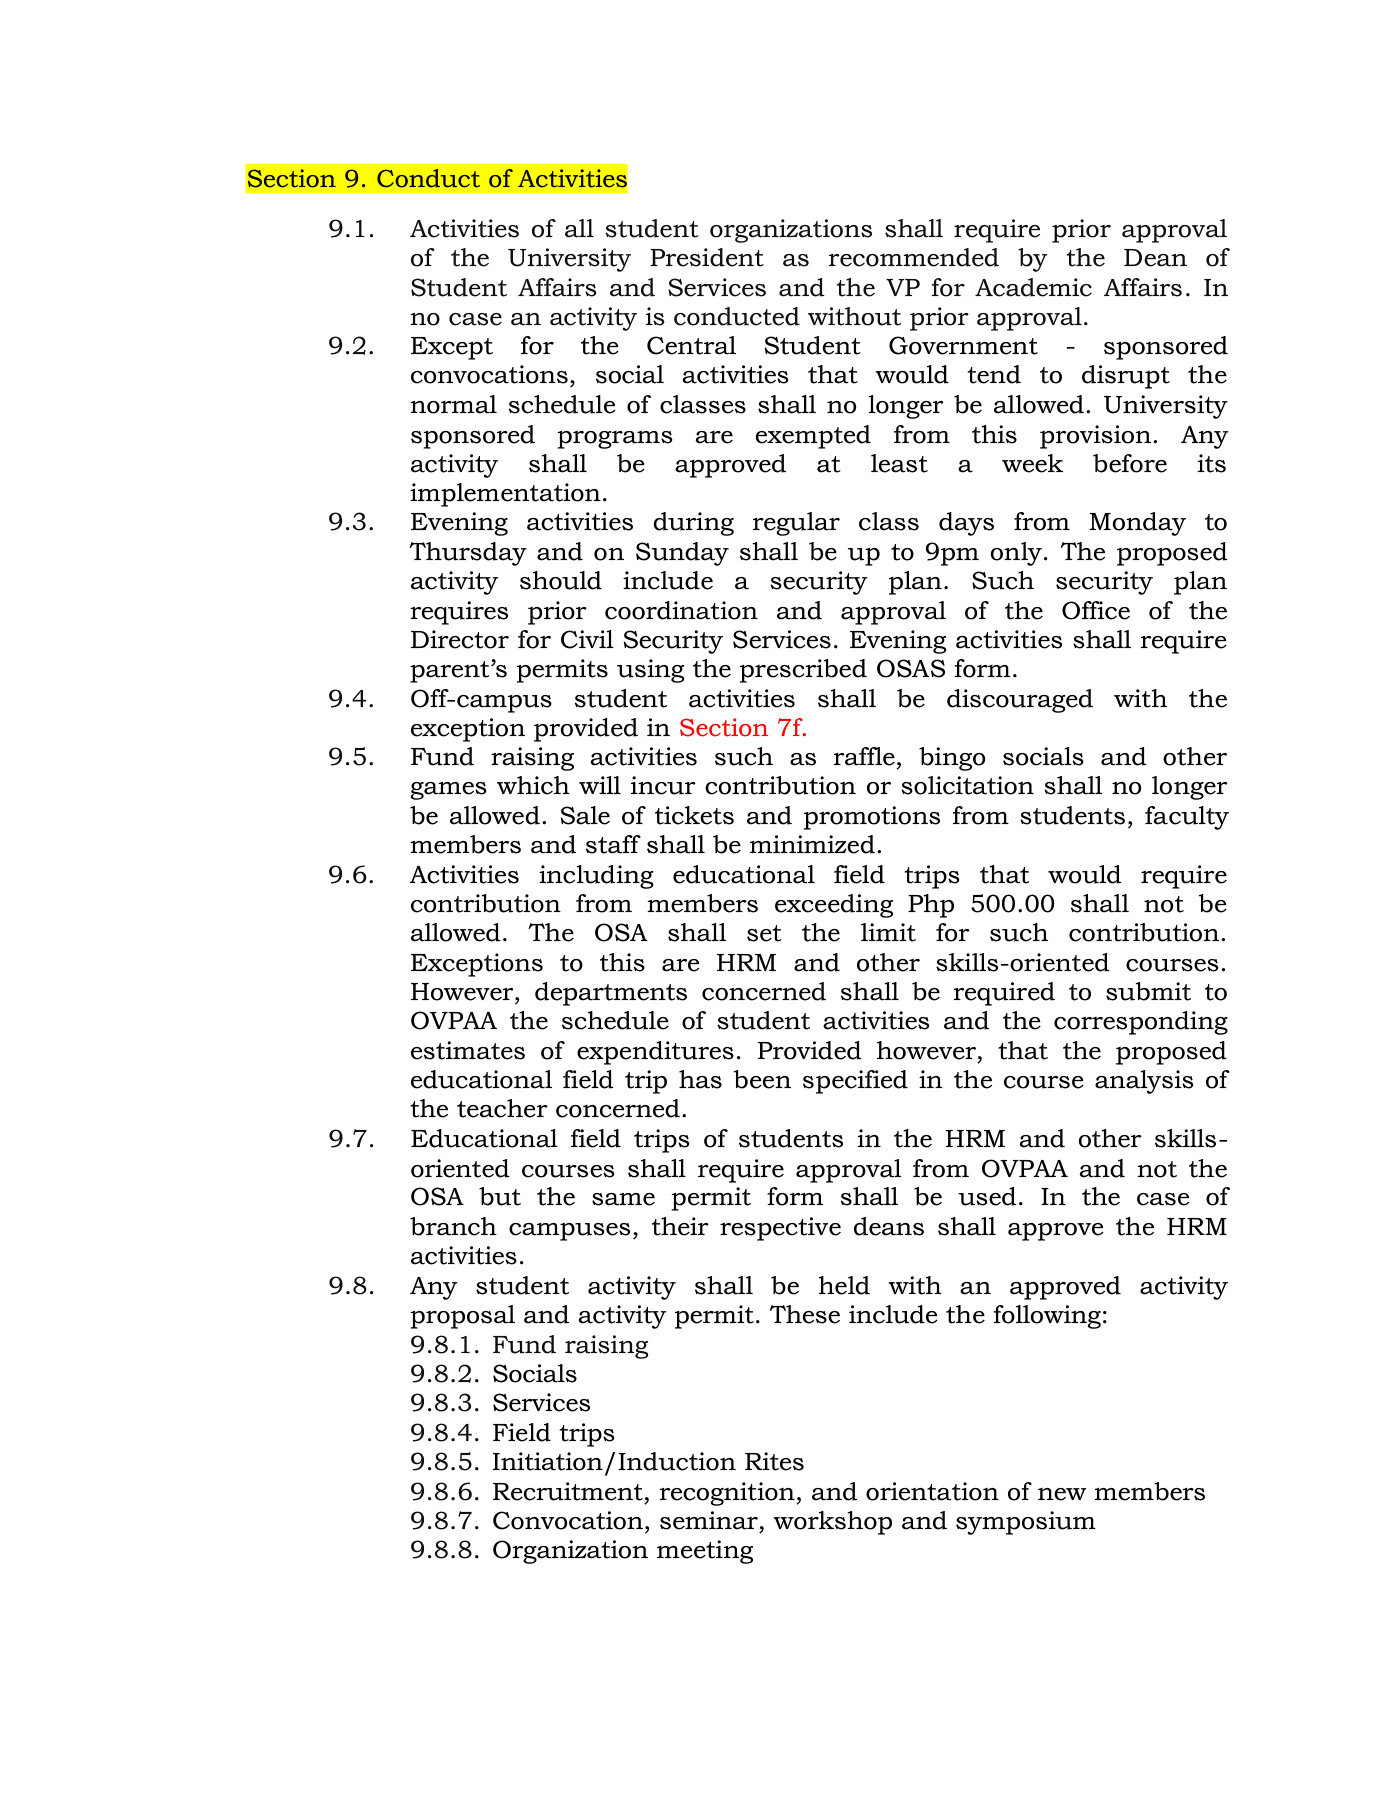 Section 9. Conduct of Activities
9.1. Activities of all student organizations shall require prior approval
of the University President as recommended by the Dean of
Student Affairs and Services and the VP for Academic Affairs. In
no case an activity is conducted without prior approval.
9.2. Except for the Central Student Government - sponsored
convocations, social activities that would tend to disrupt the
normal schedule of classes shall no longer be allowed. University
sponsored programs are exempted from this provision. Any
activity shall be approved at least a week before its
implementation.
9.3. Evening activities during regular class days from Monday to
Thursday and on Sunday shall be up to 9pm only. The proposed
activity should include a security plan. Such security plan
requires prior coordination and approval of the Office of the
Director for Civil Security Services. Evening activities shall require
parent’s permits using the prescribed OSAS form.
9.4. Off-campus student activities shall be discouraged with the
exception provided in Section 7f.
9.5. Fund raising activities such as raffle, bingo socials and other
games which will incur contribution or solicitation shall no longer
be allowed. Sale of tickets and promotions from students, faculty
members and staff shall be minimized.
9.6. Activities including educational field trips that would require
contribution from members exceeding Php 500.00 shall not be
allowed. The OSA shall set the limit for such contribution.
Exceptions to this are HRM and other skills-oriented courses.
However, departments concerned shall be required to submit to
OVPAA the schedule of student activities and the corresponding
estimates of expenditures. Provided however, that the proposed
educational field trip has been specified in the course analysis of
the teacher concerned.
9.7. Educational field trips of students in the HRM and other skills-
oriented courses shall require approval from OVPAA and not the
OSA but the same permit form shall be used. In the case of
branch campuses, their respective deans shall approve the HRM
activities.
9.8. Any student activity shall be held with an approved activity
proposal and activity permit. These include the following:
9.8.1. Fund raising
9.8.2. Socials
9.8.3. Services
9.8.4. Field trips
9.8.5. Initiation/Induction Rites
9.8.6. Recruitment, recognition, and orientation of new members
9.8.7. Convocation, seminar, workshop and symposium
9.8.8. Organization meeting